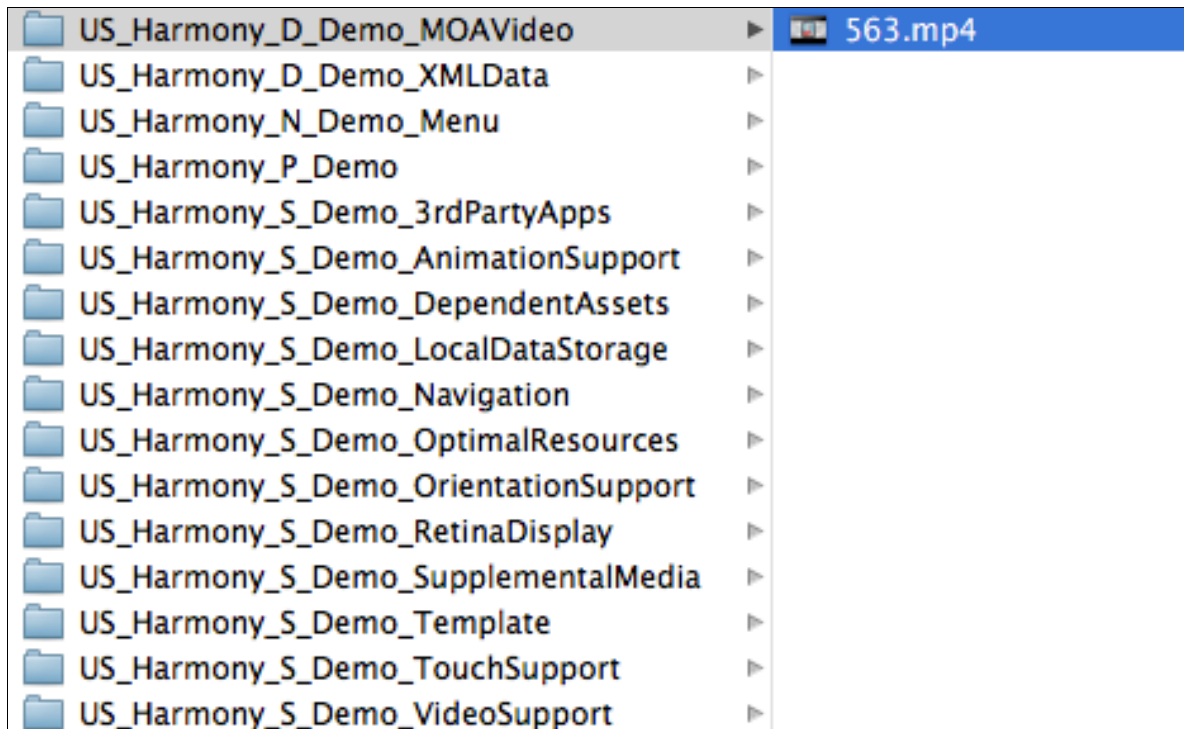 US_Harmony_D_Demo_MOAVideo
563.mp4
US_Harmony_D_Demo_XMLData
US_Harmony_N_Demo_Menu
US_Harmony_P_Demo
US_Harmony_S_Demo_3rdPartyApps
US_Harmony_S_Demo_AnimationSupport
US_Harmony_S_Demo_DependentAssets
US_Harmony_S_Demo_LocalDataStorage
US_Harmony_S_Demo_Navigation
US_Harmony_S_Demo_OptimalResources
US_Harmony_S_Demo_OrientationSupport
US_Harmony_S_Demo_RetinaDisplay
US_Harmony_S_Demo_SupplementalMedia
US_Harmony_S_Demo_Template
US_Harmony_S_Demo_TouchSupport
US_Harmony_S_Demo_VideoSupport